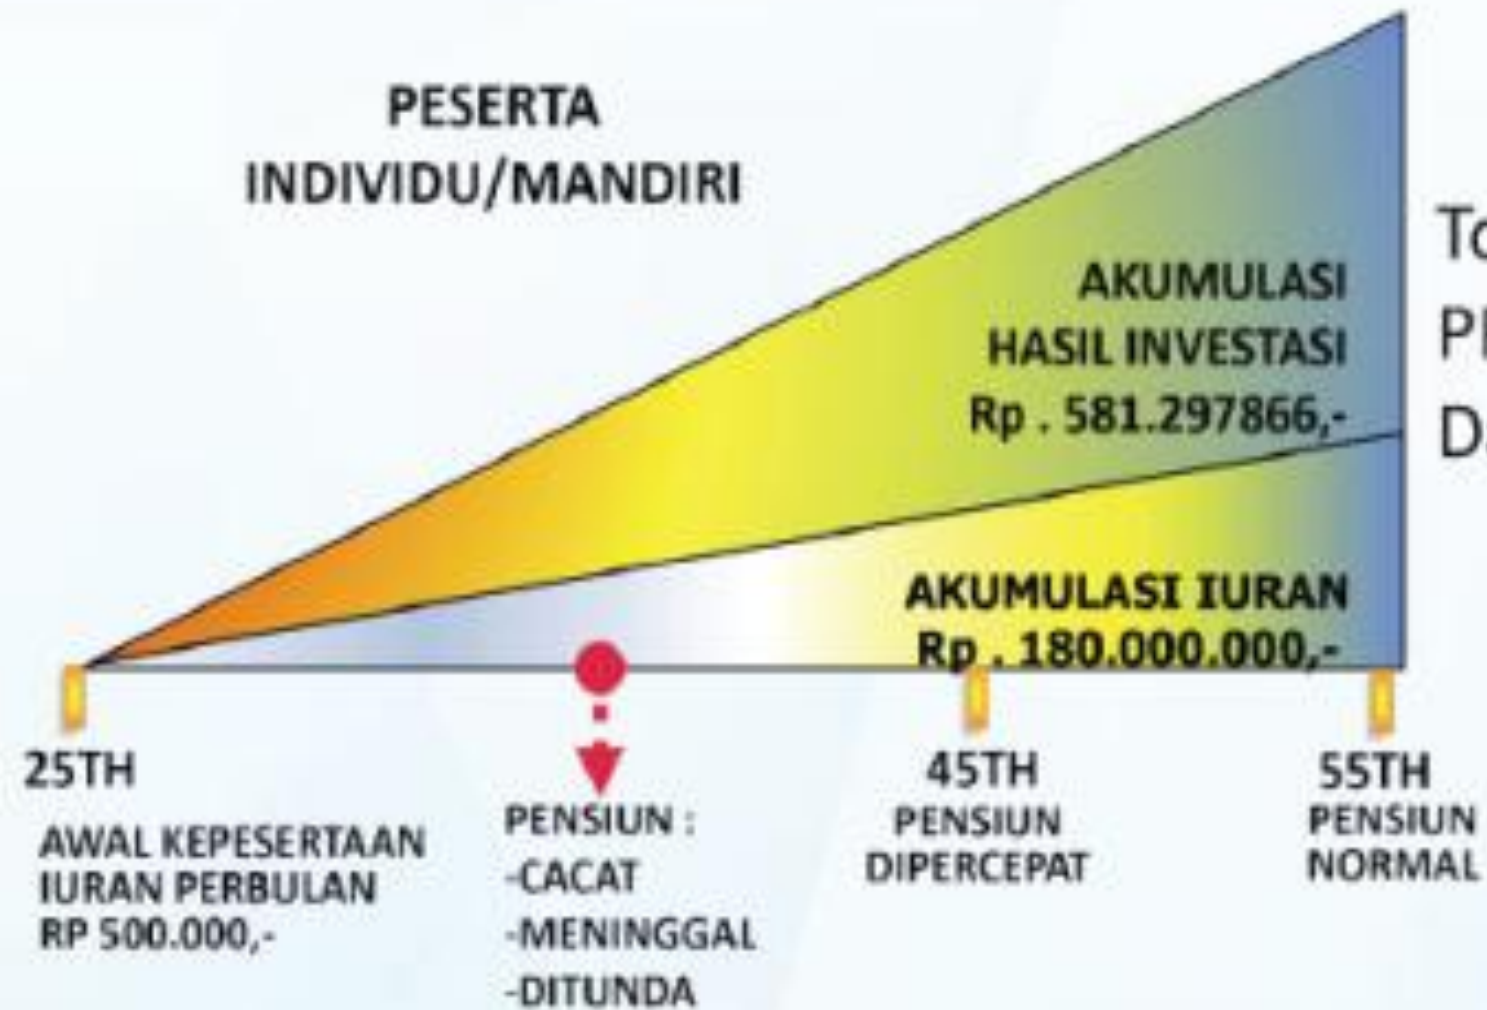 PESERTA
INDIVIDU/MANDIRI
AKUMULASI
HASIL INVESTASI
Rp . 581.297866,-
AKUMULASI IURAN
Rp . 180.000.000,-
25TH
AWAL KEPESERTAAN
IURAN PERBULAN
RP 500.000,-
PENSIUN :
-CACAT
-MENINGGAL
-DITUNDA
45TH
PENSIUN
DIPERCEPAT
55TH
PENSIUN
NORMAL